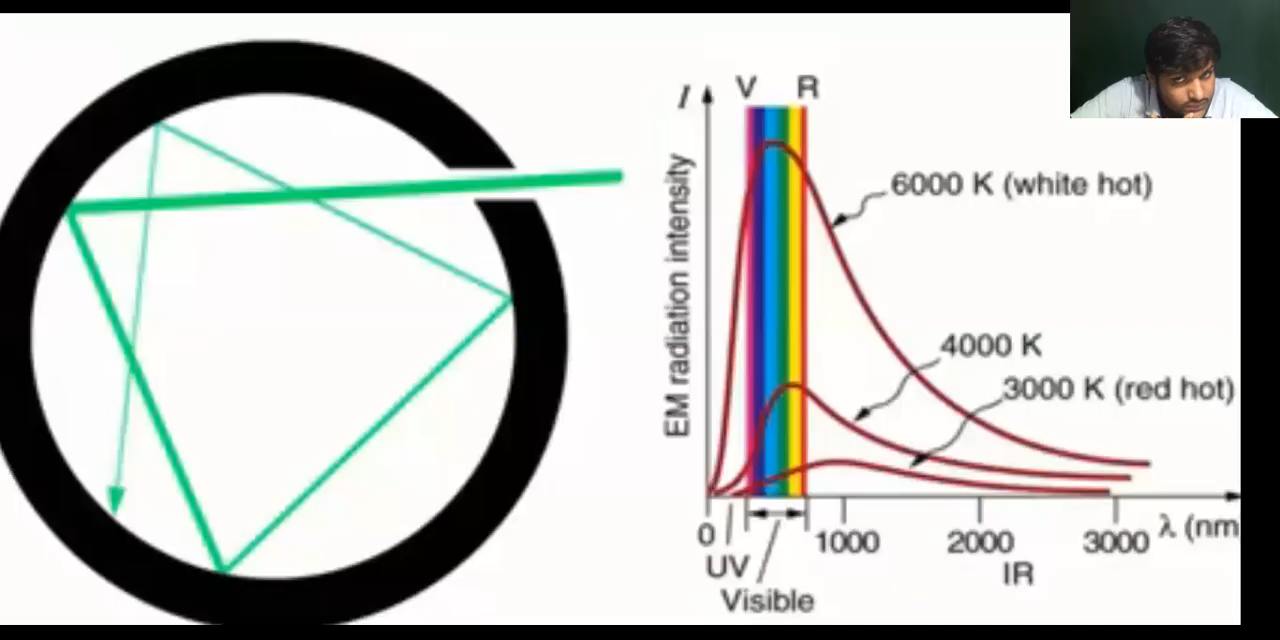 I
V R
EM radiation intensity
6000 K (white hot)
4000 K
3000 K (red hot)
0 1000 2000 3000 λ (nm
UV IR
Visible